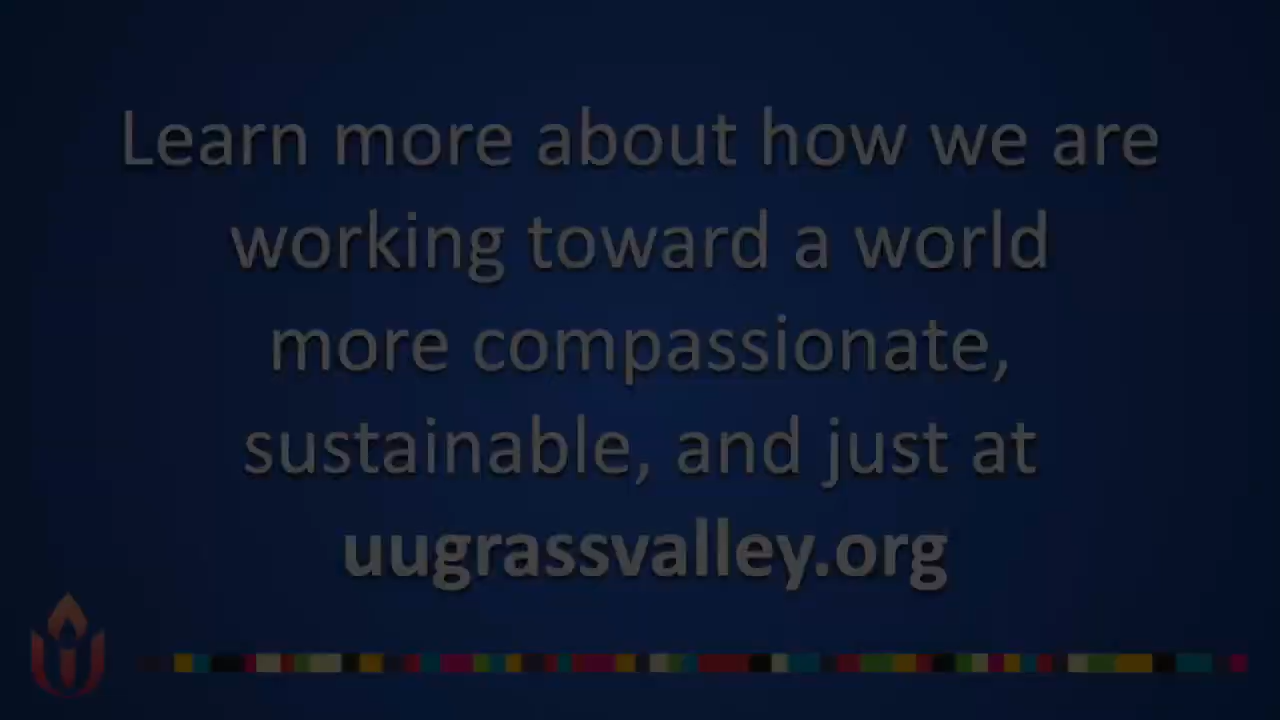 Learn more about how we are
working toward a world
more compassionate,
sustainable, and just at
uugrassvalley.org